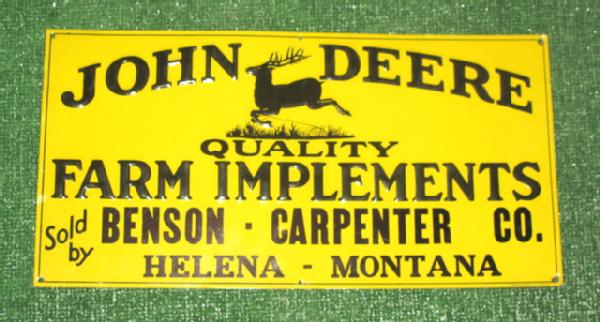 JOHN DEERE
QUALITY
FARM IMPLEMENTS
Sold by BENSON · CARPENTER CO.
HELENA - MONTANA